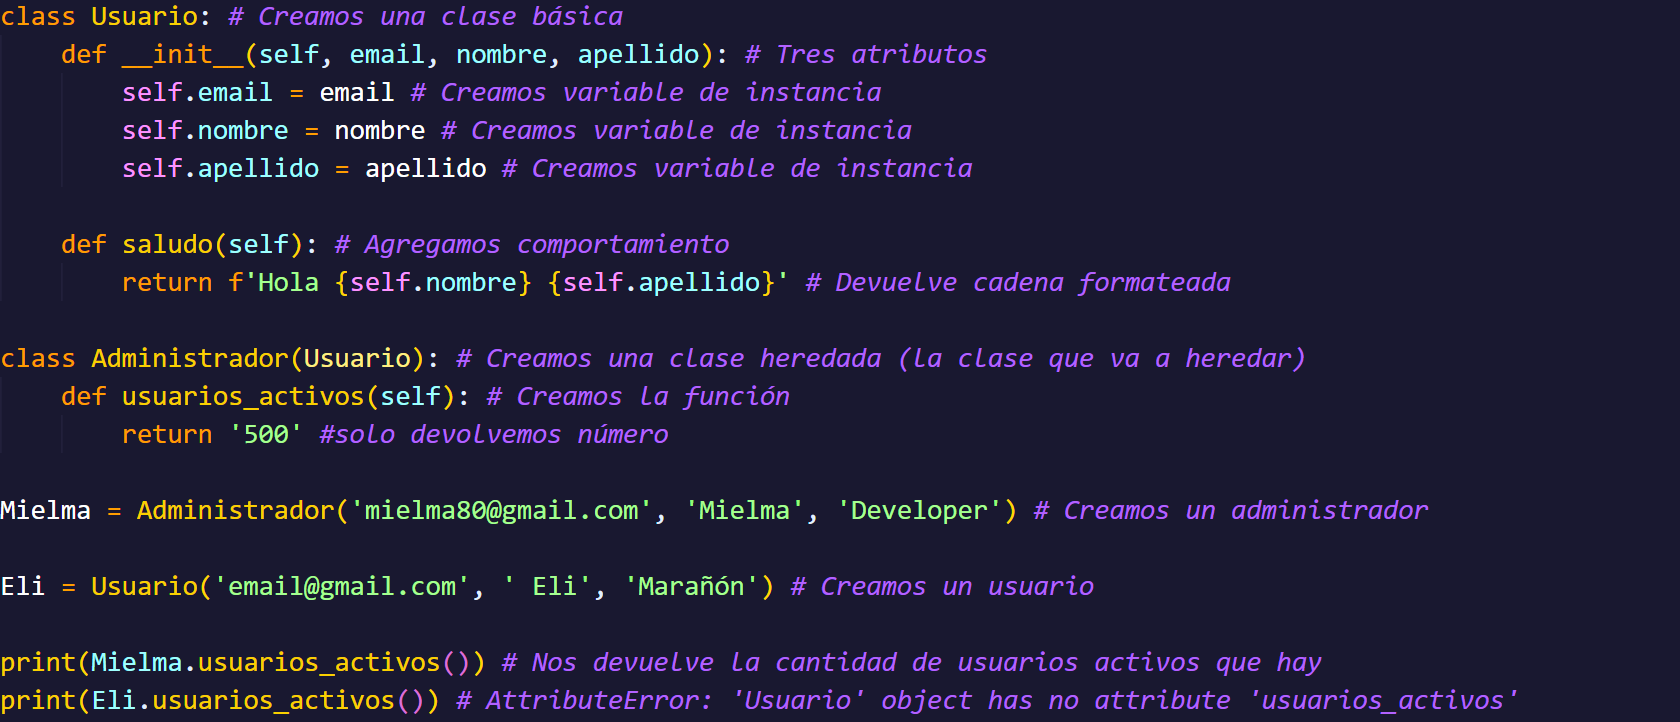 class Usuario: # Creamos una clase básica
    def __init__(self, email, nombre, apellido): # Tres atributos
        self.email = email # Creamos variable de instancia
        self.nombre = nombre # Creamos variable de instancia
        self.apellido = apellido # Creamos variable de instancia

    def saludo(self): # Agregamos comportamiento
        return f'Hola {self.nombre} {self.apellido}' # Devuelve cadena formateada

class Administrador(Usuario): # Creamos una clase heredada (la clase que va a heredar)
    def usuarios_activos(self): # Creamos la función
        return '500' #solo devolvemos número

Mielma = Administrador('mielma80@gmail.com', 'Mielma', 'Developer') # Creamos un administrador

Eli = Usuario('email@gmail.com', ' Eli', 'Marañón') # Creamos un usuario

print(Mielma.usuarios_activos()) # Nos devuelve la cantidad de usuarios activos que hay
print(Eli.usuarios_activos()) # AttributeError: 'Usuario' object has no attribute 'usuarios_activos'